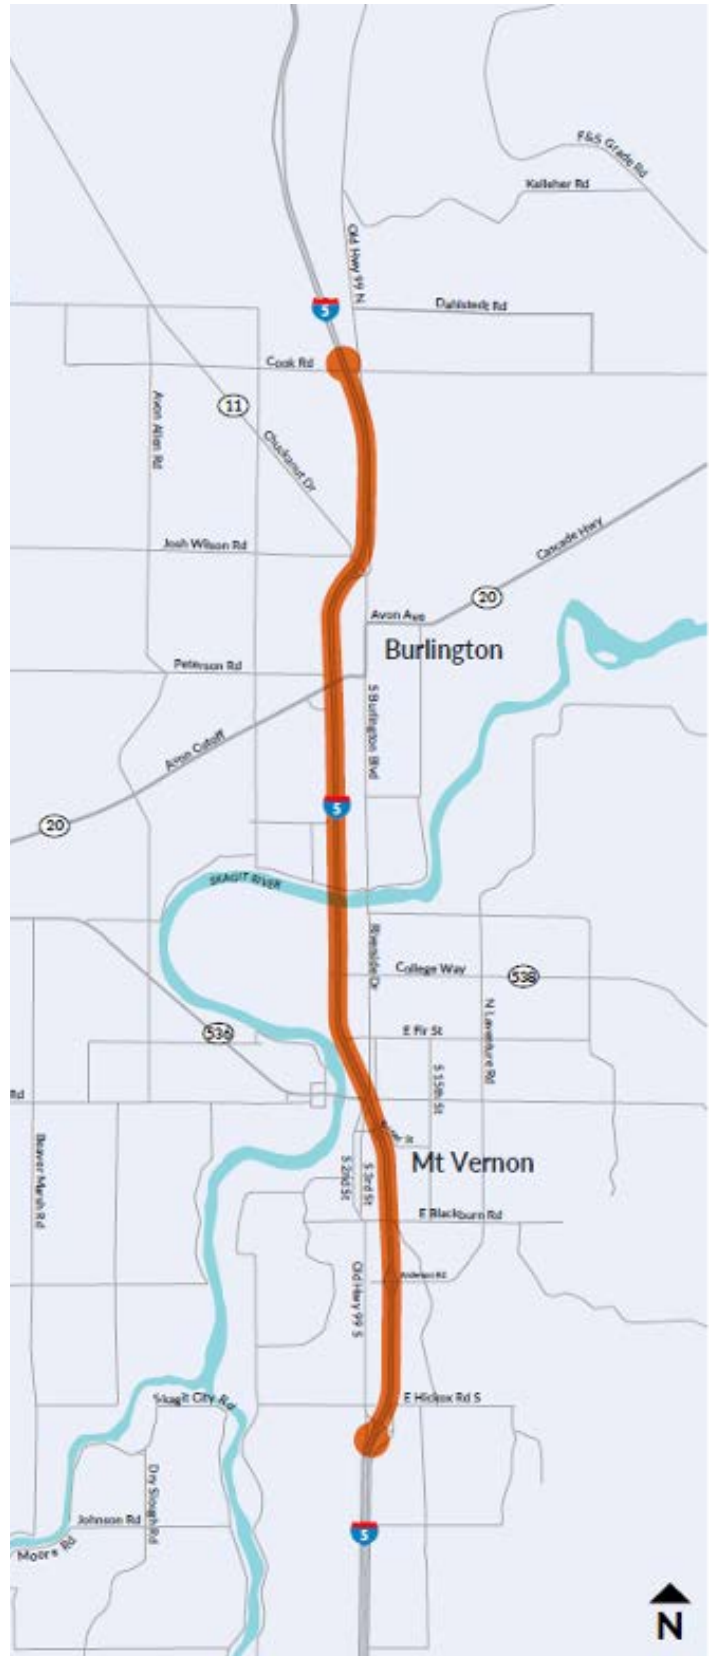 F&S Grade Rd
Kelleher Rd
Old Hwy 99 N
5
Dahlstedt Rd
Cook Rd
11
Avon Allen Rd
Chuckanut Dr
Josh Wilson Rd
Cascade Hwy
20
Avon Ave
Burlington
Peterson Rd
S Burlington Blvd
Avon Cutoff
5
20
SKAGIT RIVER
Riverside Dr
College Way
538
N Laventure Rd
536
E Fir St
S 15th St
Rd
Mt Vernon
Beaver Marsh Rd
S 2nd St
S 3rd St
E Blackburn Rd
Anderson Rd
Old Hwy 99 S
Skagit City Rd
E Hickox Rd S
Dry Slough Rd
Johnson Rd
Moore Rd
5
N